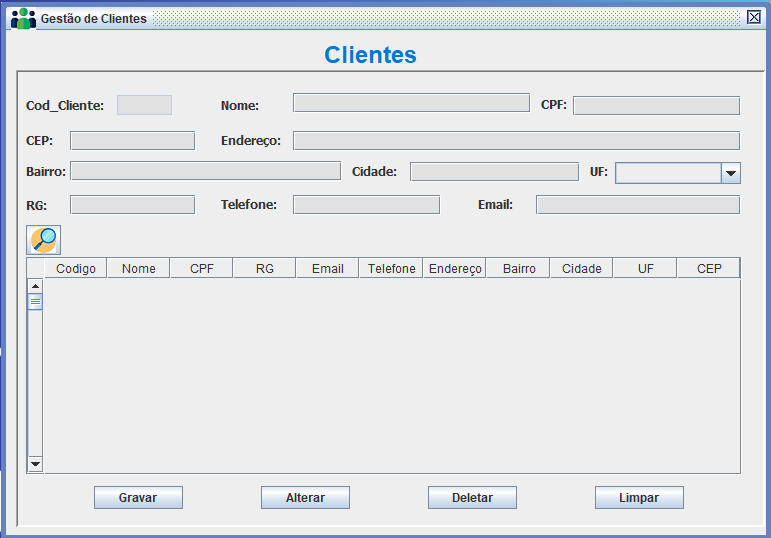 Gestão de Clientes
Clientes
Cod_Cliente: Nome: CPF:
CEP: Endereço:
Bairro: Cidade: UF:
RG: Telefone: Email:
Codigo Nome CPF RG Email Telefone Endereço Bairro Cidade UF CEP
Gravar Alterar Deletar Limpar